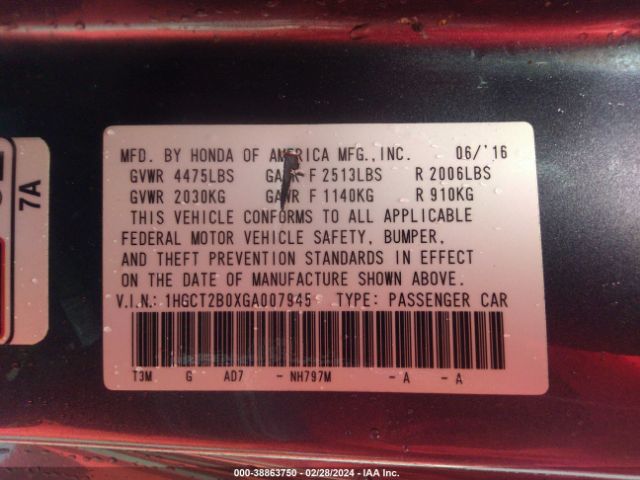 MFD. BY HONDA OF AMERICA MFG.,INC. 06/'16
GVWR 4475LBS GAWR F 2513LBS R 2006LBS
GVWR 2030KG GAWR F 1140KG R 910KG
THIS VEHICLE CONFORMS TO ALL APPLICABLE
FEDERAL MOTOR VEHICLE SAFETY, BUMPER,
AND THEFT PREVENTION STANDARDS IN EFFECT
ON THE DATE OF MANUFACTURE SHOWN ABOVE.
V.I.N.: 1HGCT2B0XGA007945 TYPE: PASSENGER CAR
T3M G AD7 - NH797M - A - A
7A
000-38863750 - 02/28/2024 - IAA Inc.